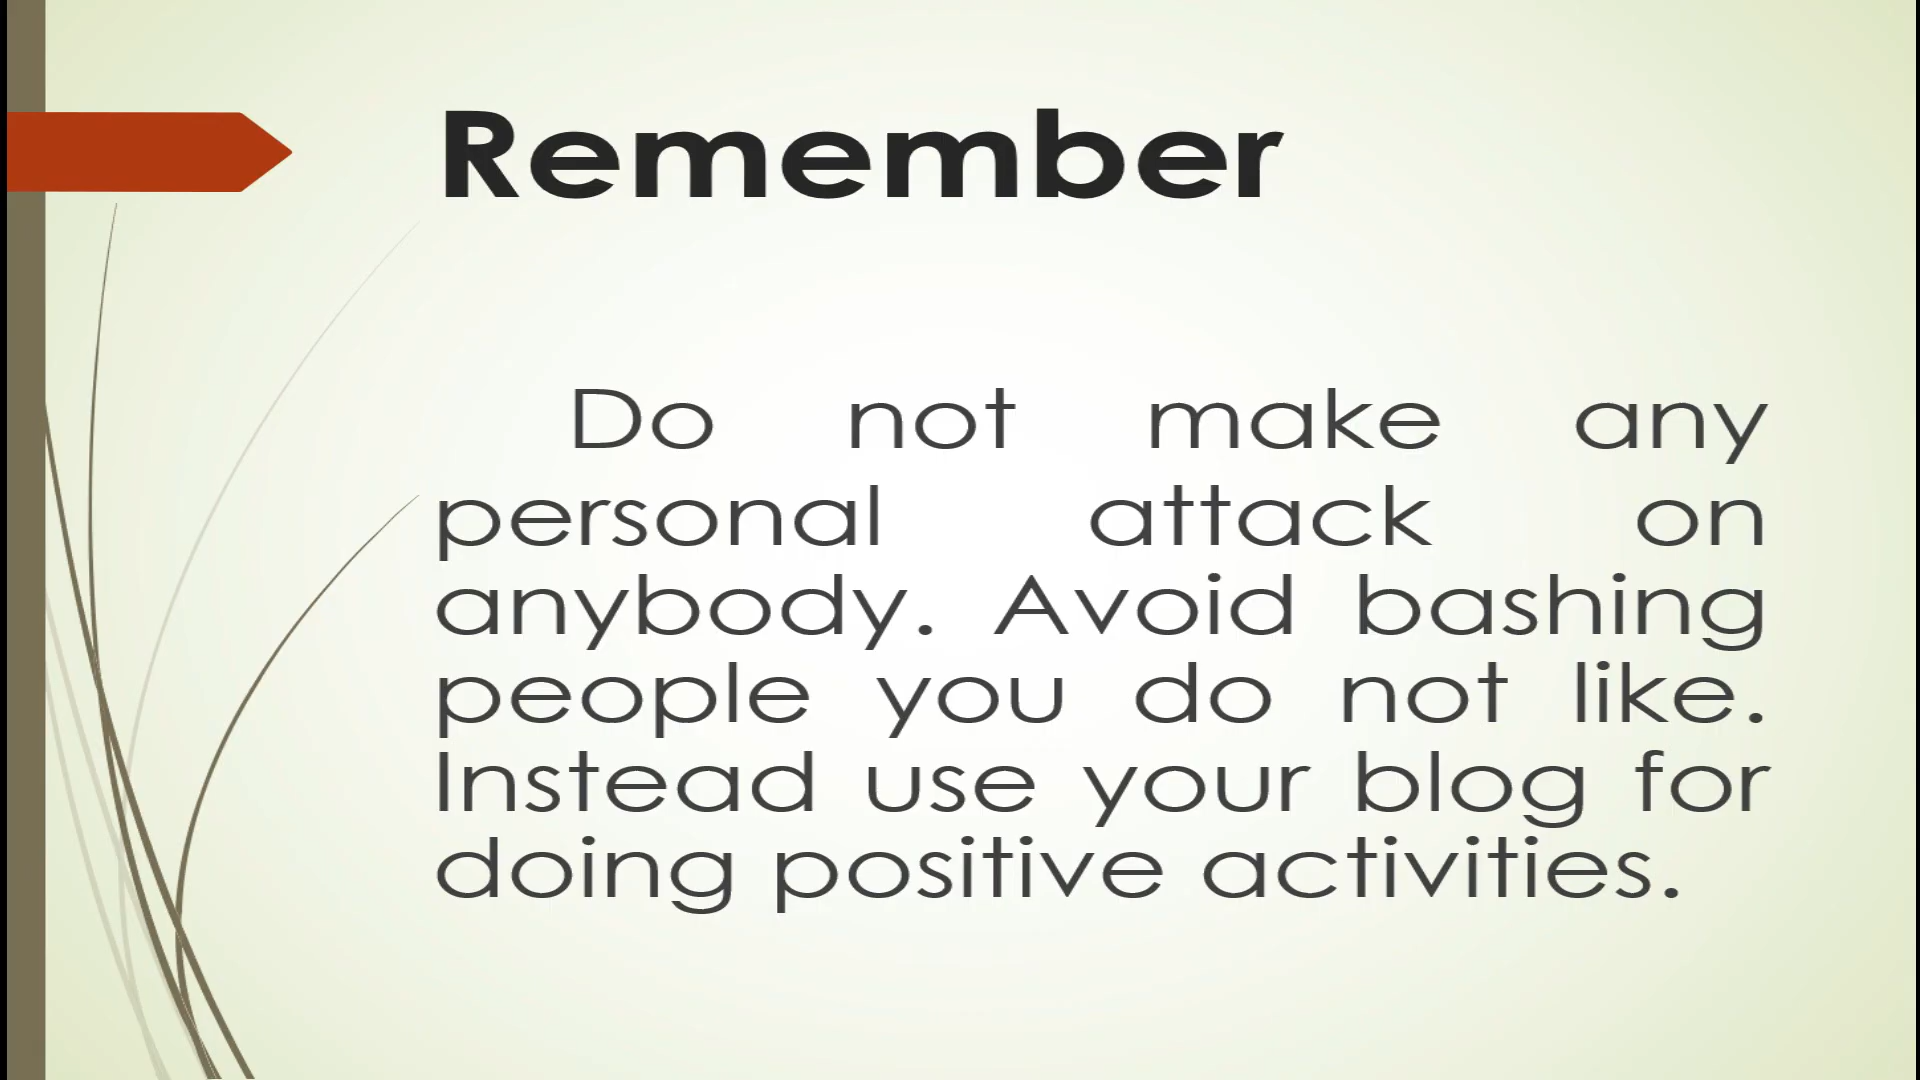 Remember
Do not make any
personal attack on
anybody. Avoid bashing
people you do not like.
Instead use your blog for
doing positive activities.